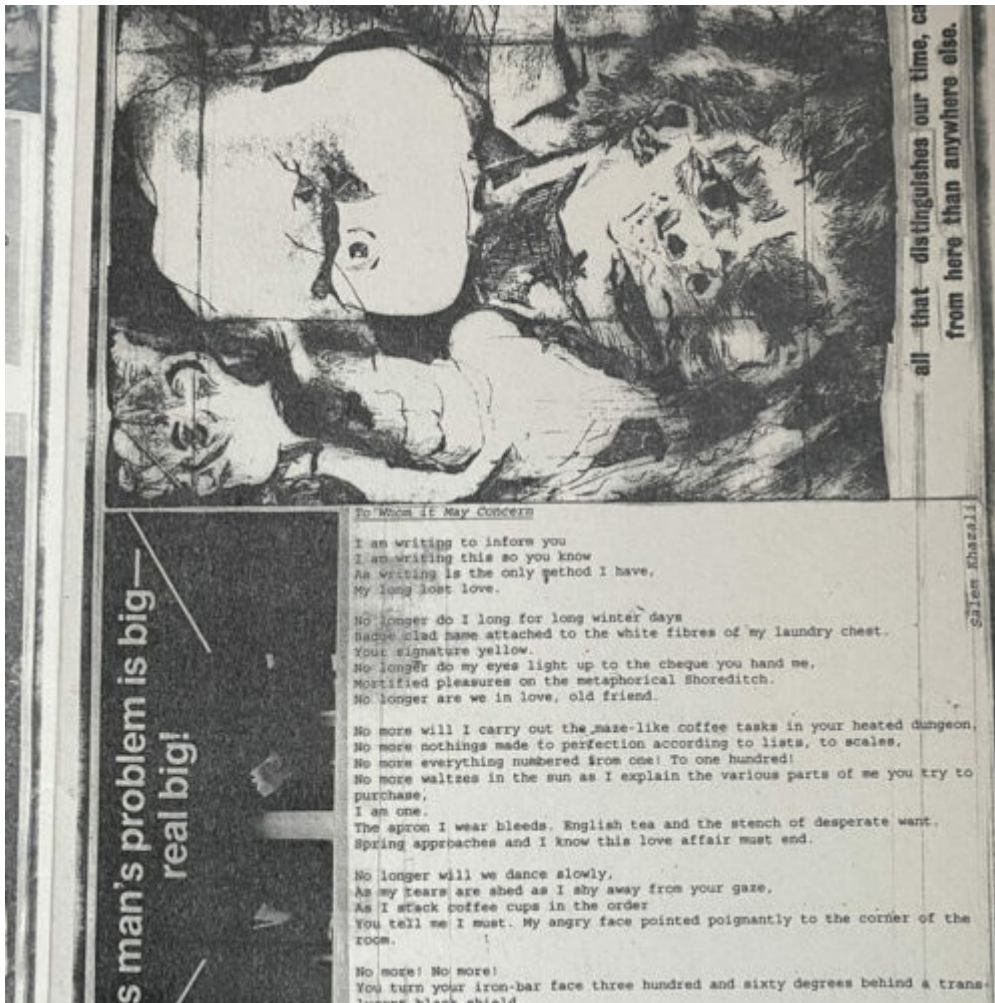 all that distinguishes our time, ca
from here than anywhere else.
s man's problem is big—
real big!
To Whom it May Concern
I am writing to inform you
I am writing this so you know
As writing is the only method I have,
My long lost love.
No longer do I long for long winter days
Badge clad name attached to the white fibres of my laundry chest.
Your signature yellow.
No longer do my eyes light up to the cheque you hand me,
Mortified pleasures on the metaphorical Shoreditch.
No longer are we in love, old friend.
No more will I carry out the maze-like coffee tasks in your heated dungeon,
No more nothings made to perfection according to lists, to scales,
No more everything numbered from one! To one hundred!
No more waltzes in the sun as I explain the various parts of me you try to
purchase,
I am one.
The apron I wear bleeds. English tea and the stench of desperate want.
Spring approaches and I know this love affair must end.
No longer will we dance slowly,
As my tears are shed as I shy away from your gaze,
As I stack coffee cups in the order
You tell me I must. My angry face pointed poignantly to the corner of the
room.
No more! No more!
You turn your iron-bar face three hundred and sixty degrees behind a trans-
lucent black shield
Salem Khazali